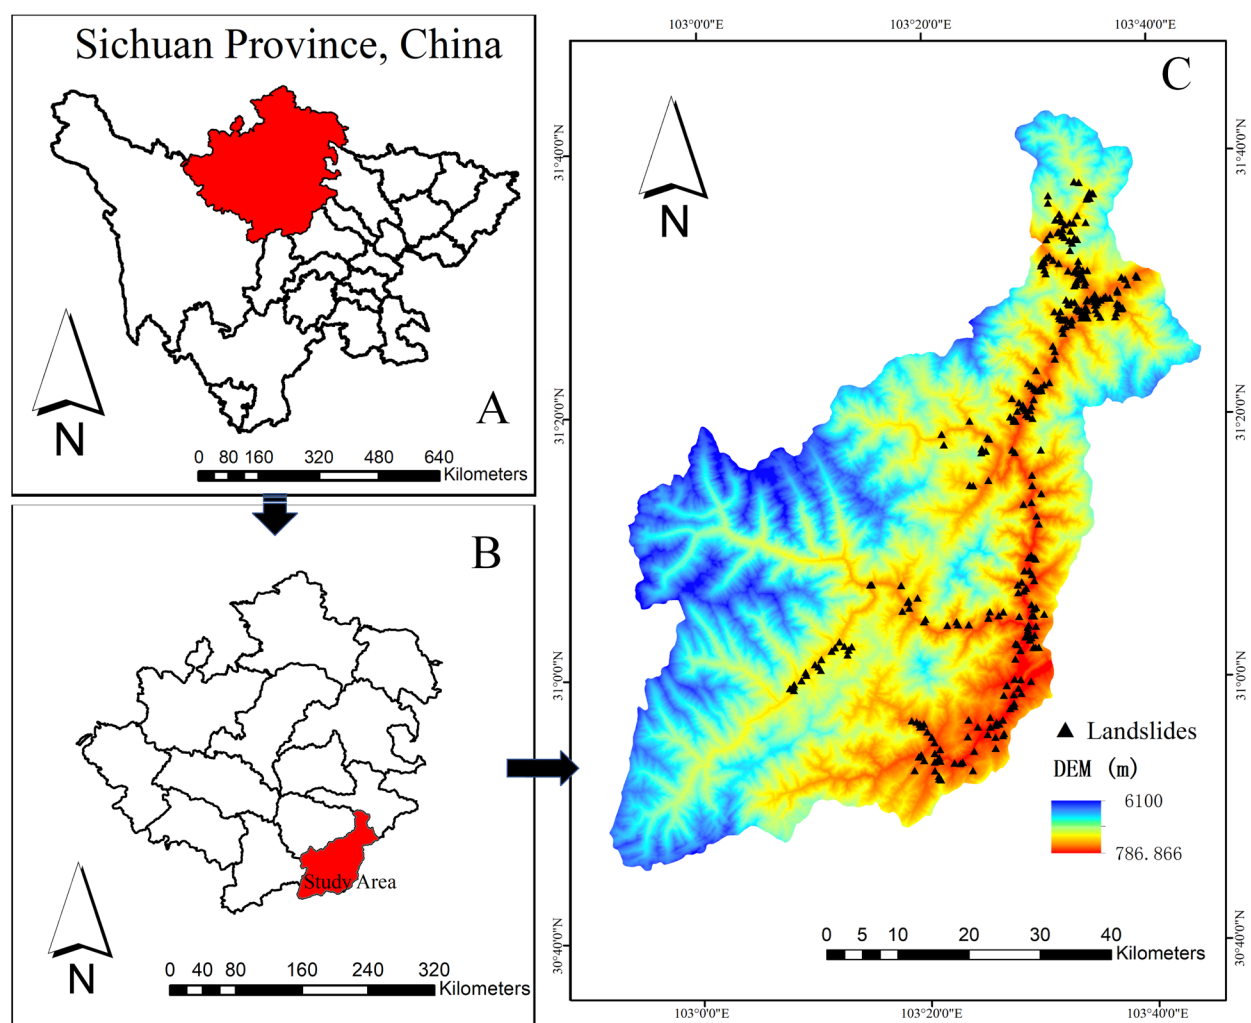 Sichuan Province, China
N
A
0 80 160 320 480 640
Kilometers
B
Study Area
N
0 40 80 160 240 320
Kilometers
103°0'0"E 103°20'0"E 103°40'0"E
C
N
31°40'0"N 31°40'0"N
31°20'0"N 31°20'0"N
31°0'0"N 31°0'0"N
30°40'0"N 30°40'0"N
Landslides
DEM (m)
6100
786.866
0 5 10 20 30 40
Kilometers
103°0'0"E 103°20'0"E 103°40'0"E